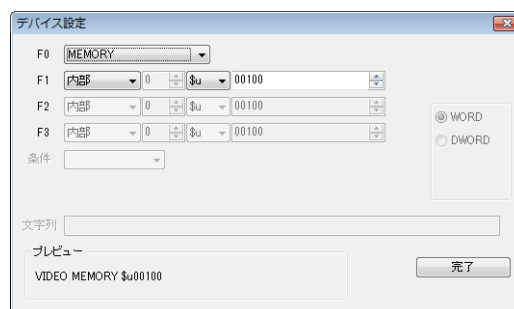 デバイス設定
F0 MEMORY
F1 内部 0 $u 00100
F2 内部 0 $u 00100
F3 内部 0 $u 00100
WORD
DWORD
条件
文字列
プレビュー
VIDEO MEMORY $u00100
完了